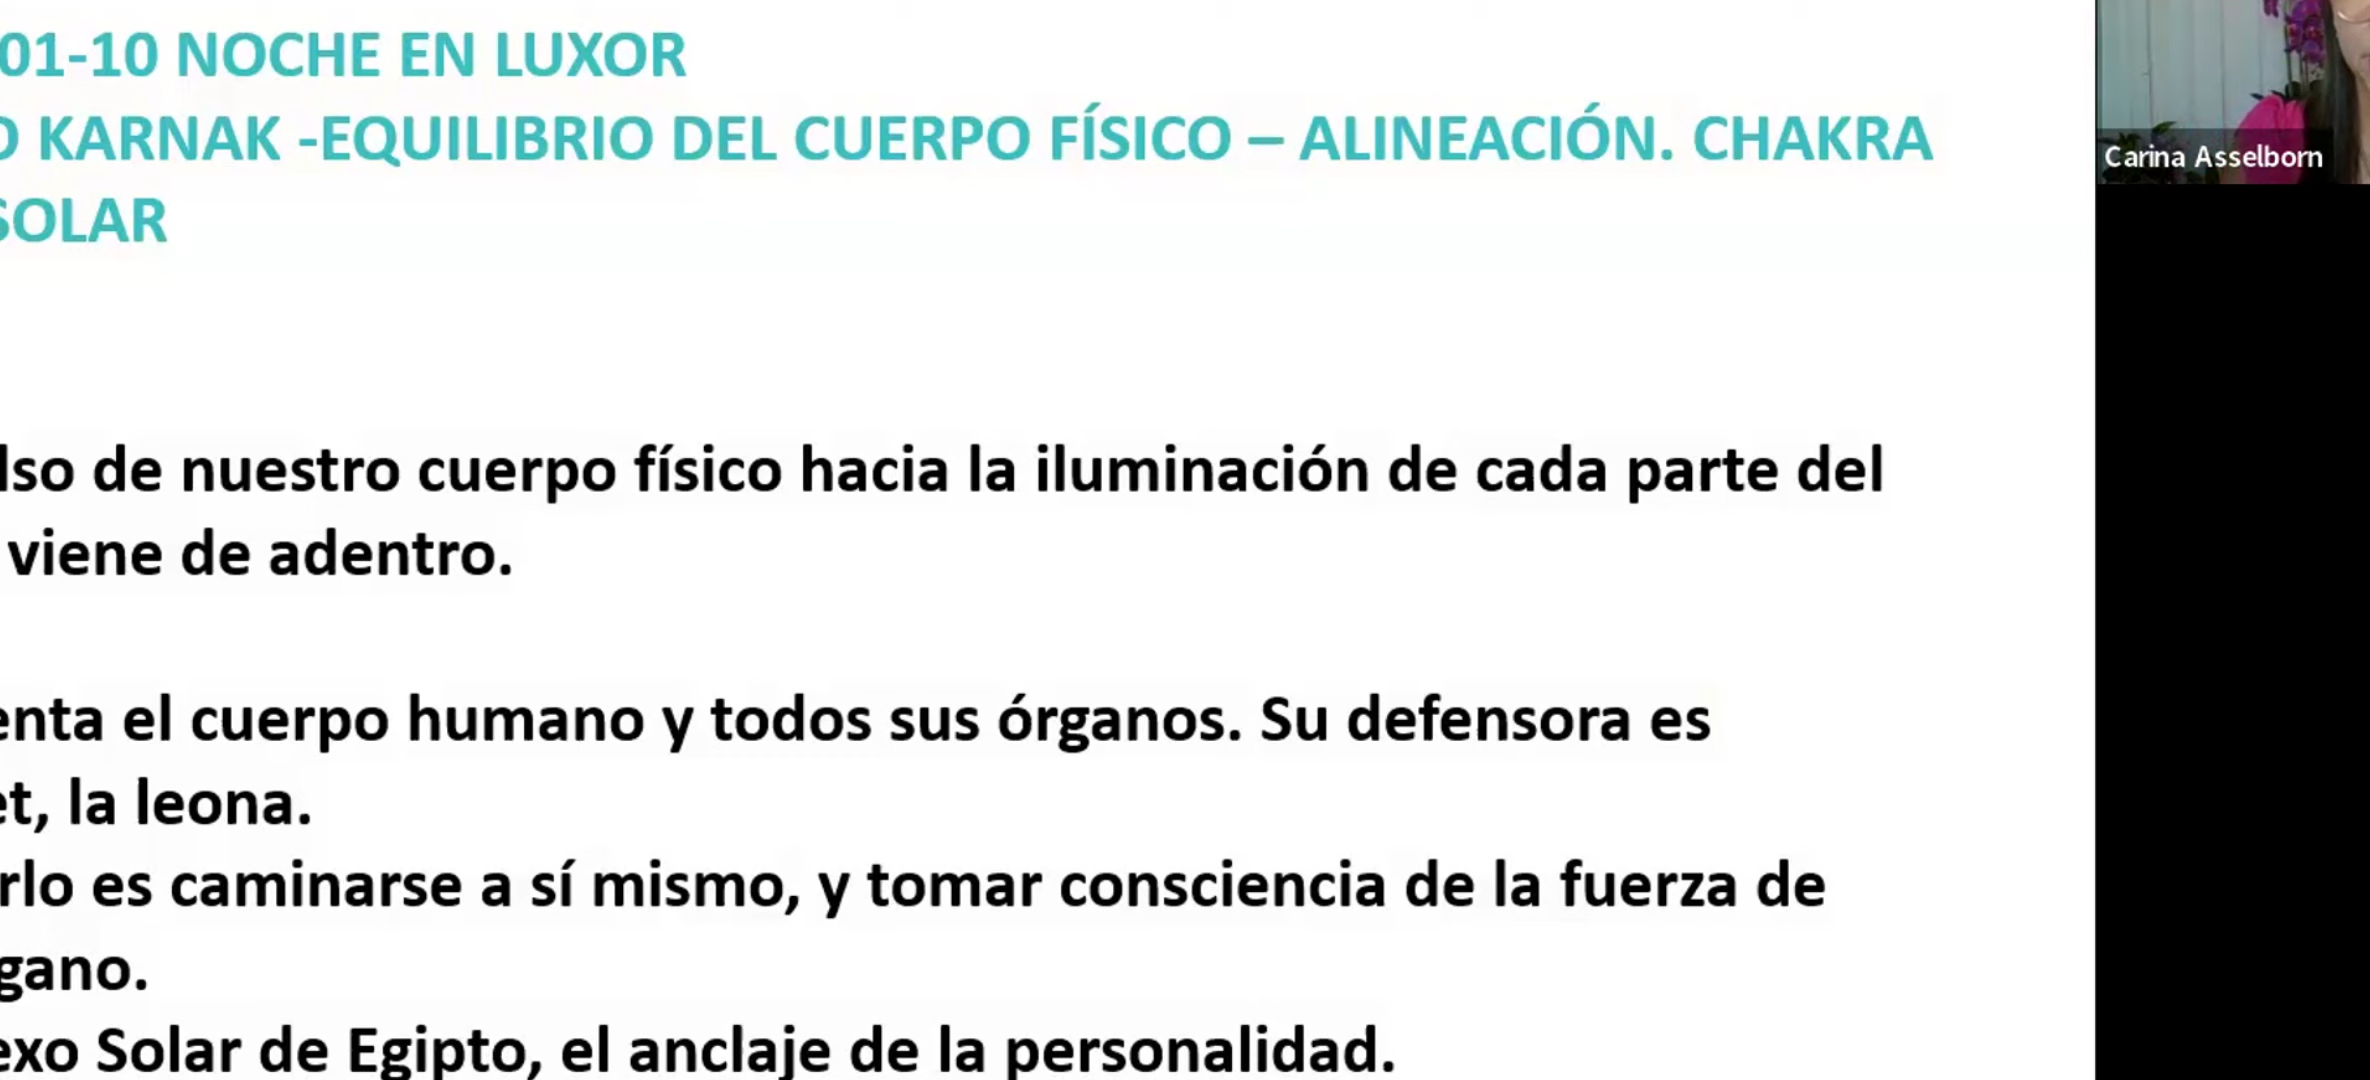 01-10 NOCHE EN LUXOR
KARNAK -EQUILIBRIO DEL CUERPO FÍSICO – ALINEACIÓN. CHAKRA
SOLAR
lso de nuestro cuerpo físico hacia la iluminación de cada parte del
viene de adentro.
enta el cuerpo humano y todos sus órganos. Su defensora es
et, la leona.
rlo es caminarse a sí mismo, y tomar consciencia de la fuerza de
gano.
exo Solar de Egipto, el anclaje de la personalidad.
Carina Asselborn